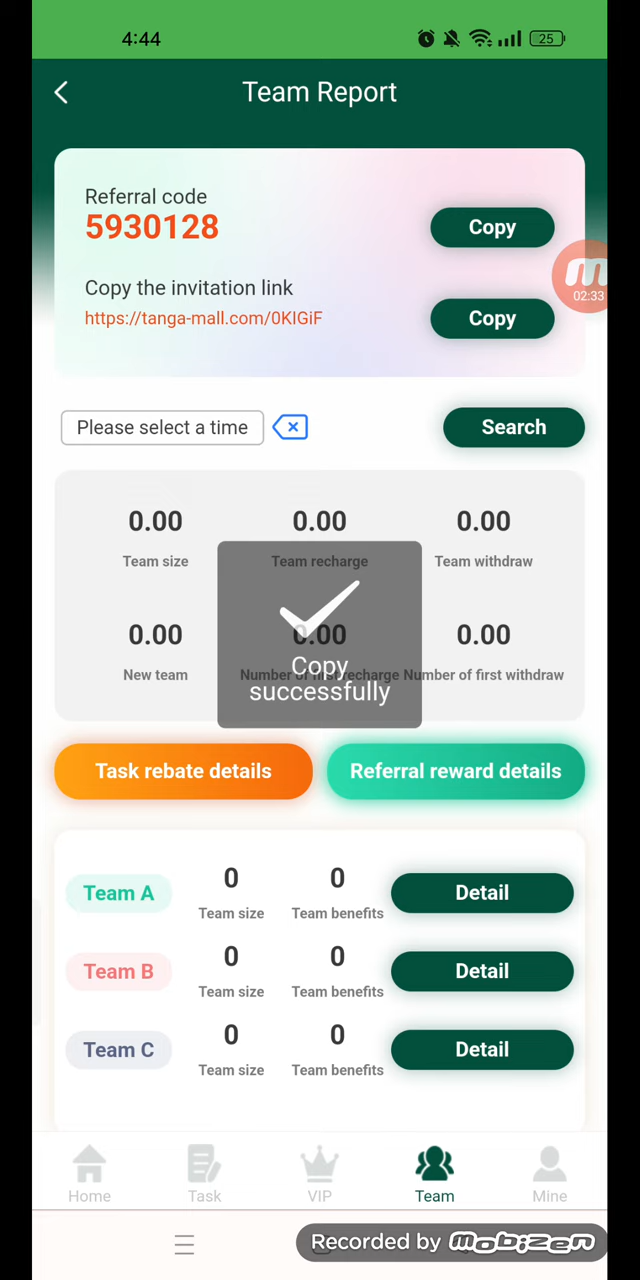 4:44
25
Team Report
Referral code
5930128
Copy
Copy the invitation link
https://tanga-mall.com/0KIGiF
Copy
02:33
Please select a time
Search
0.00
0.00
0.00
Team size
Team recharge
Team withdraw
0.00
0.00
0.00
New team
Number of first recharge
Number of first withdraw
Copy
successfully
Task rebate details
Referral reward details
Team A
0
Team size
0
Team benefits
Detail
Team B
0
Team size
0
Team benefits
Detail
Team C
0
Team size
0
Team benefits
Detail
Home
Task
VIP
Team
Mine
Recorded by mobizen